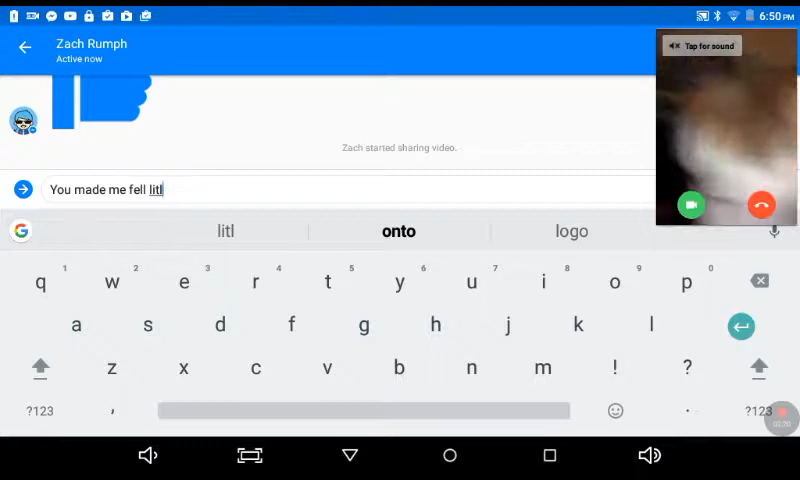 6:50 PM
Zach Rumph
Active now
Tap for sound
Zach started sharing video.
You made me fell litl
litl onto logo
1 2 3 4 5 6 7 8 9 0
q w e r t y u i o p
a s d f g h j k l
z x c v b n m ! ?
?123 , . ?123